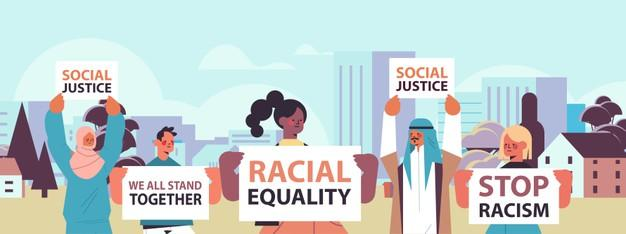 SOCIAL
JUSTICE
WE ALL STAND
TOGETHER
RACIAL
EQUALITY
SOCIAL
JUSTICE
STOP
RACISM